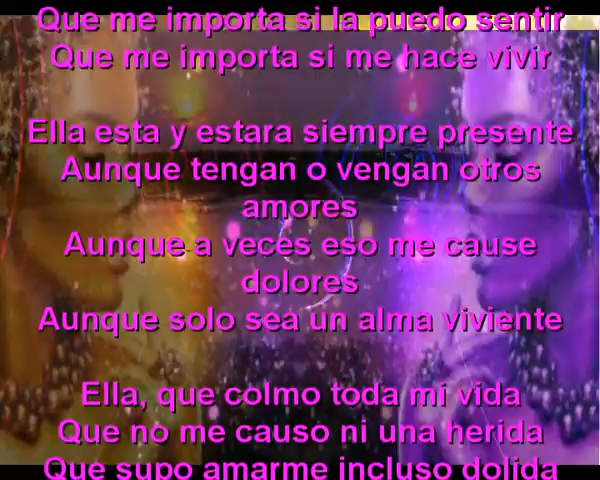 Que me importa si la puedo sentir
Que me importa si me hace vivir
Ella esta y estara siempre presente
Aunque tengan o vengan otros
amores
Aunque a veces eso me cause
dolores
Aunque solo sea un alma viviente
Ella, que colmo toda mi vida
Que no me causo ni una herida
Que supo amarme incluso dolida